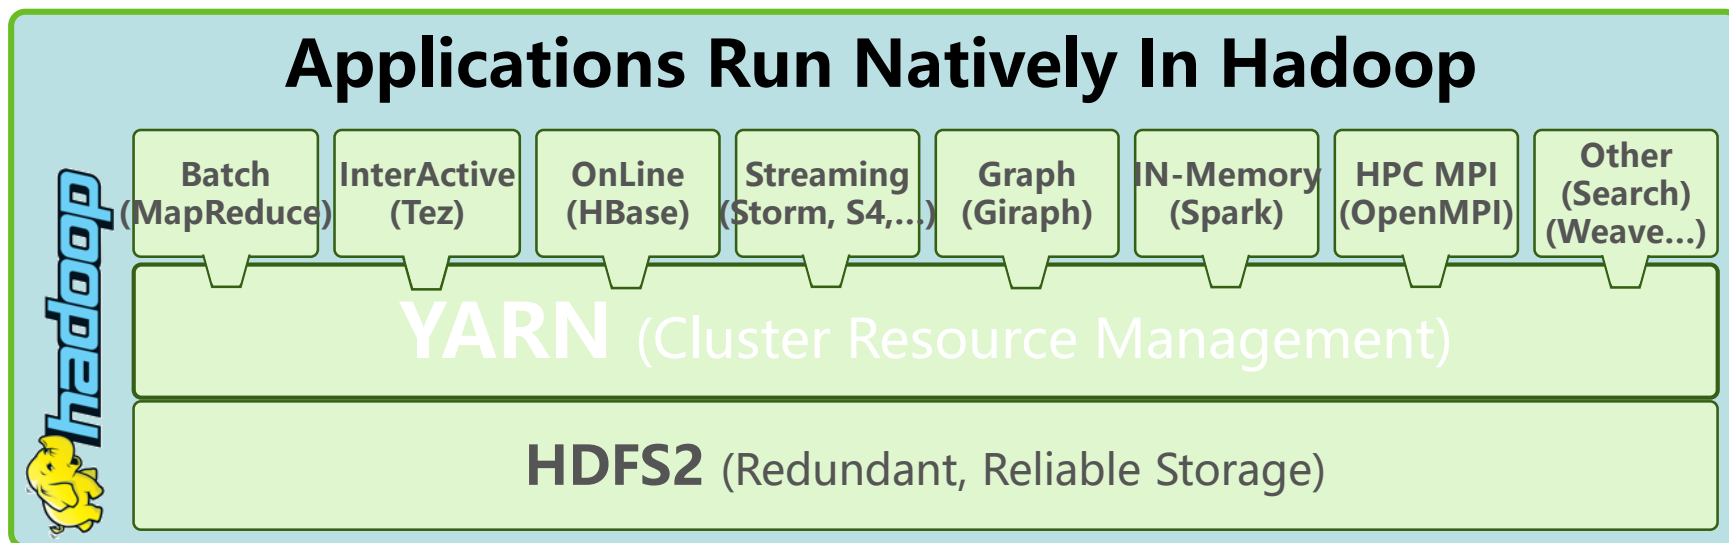 Applications Run Natively In Hadoop
Batch
(MapReduce)
InterActive
(Tez)
OnLine
(HBase)
Streaming
(Storm, S4,...)
Graph
(Giraph)
IN-Memory
(Spark)
HPC MPI
(OpenMPI)
Other
(Search)
(Weave...)
hadoop
YARN (Cluster Resource Management)
HDFS2 (Redundant, Reliable Storage)